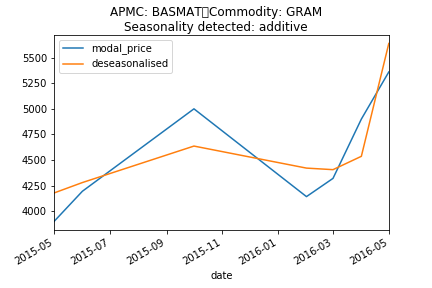 APMC: BASMAT▯Commodity: GRAM
Seasonality detected: additive
modal_price
deseasonalised
5500
5250
5000
4750
4500
4250
4000
2015-05
2015-07
2015-09
2015-11
2016-01
2016-03
2016-05
date